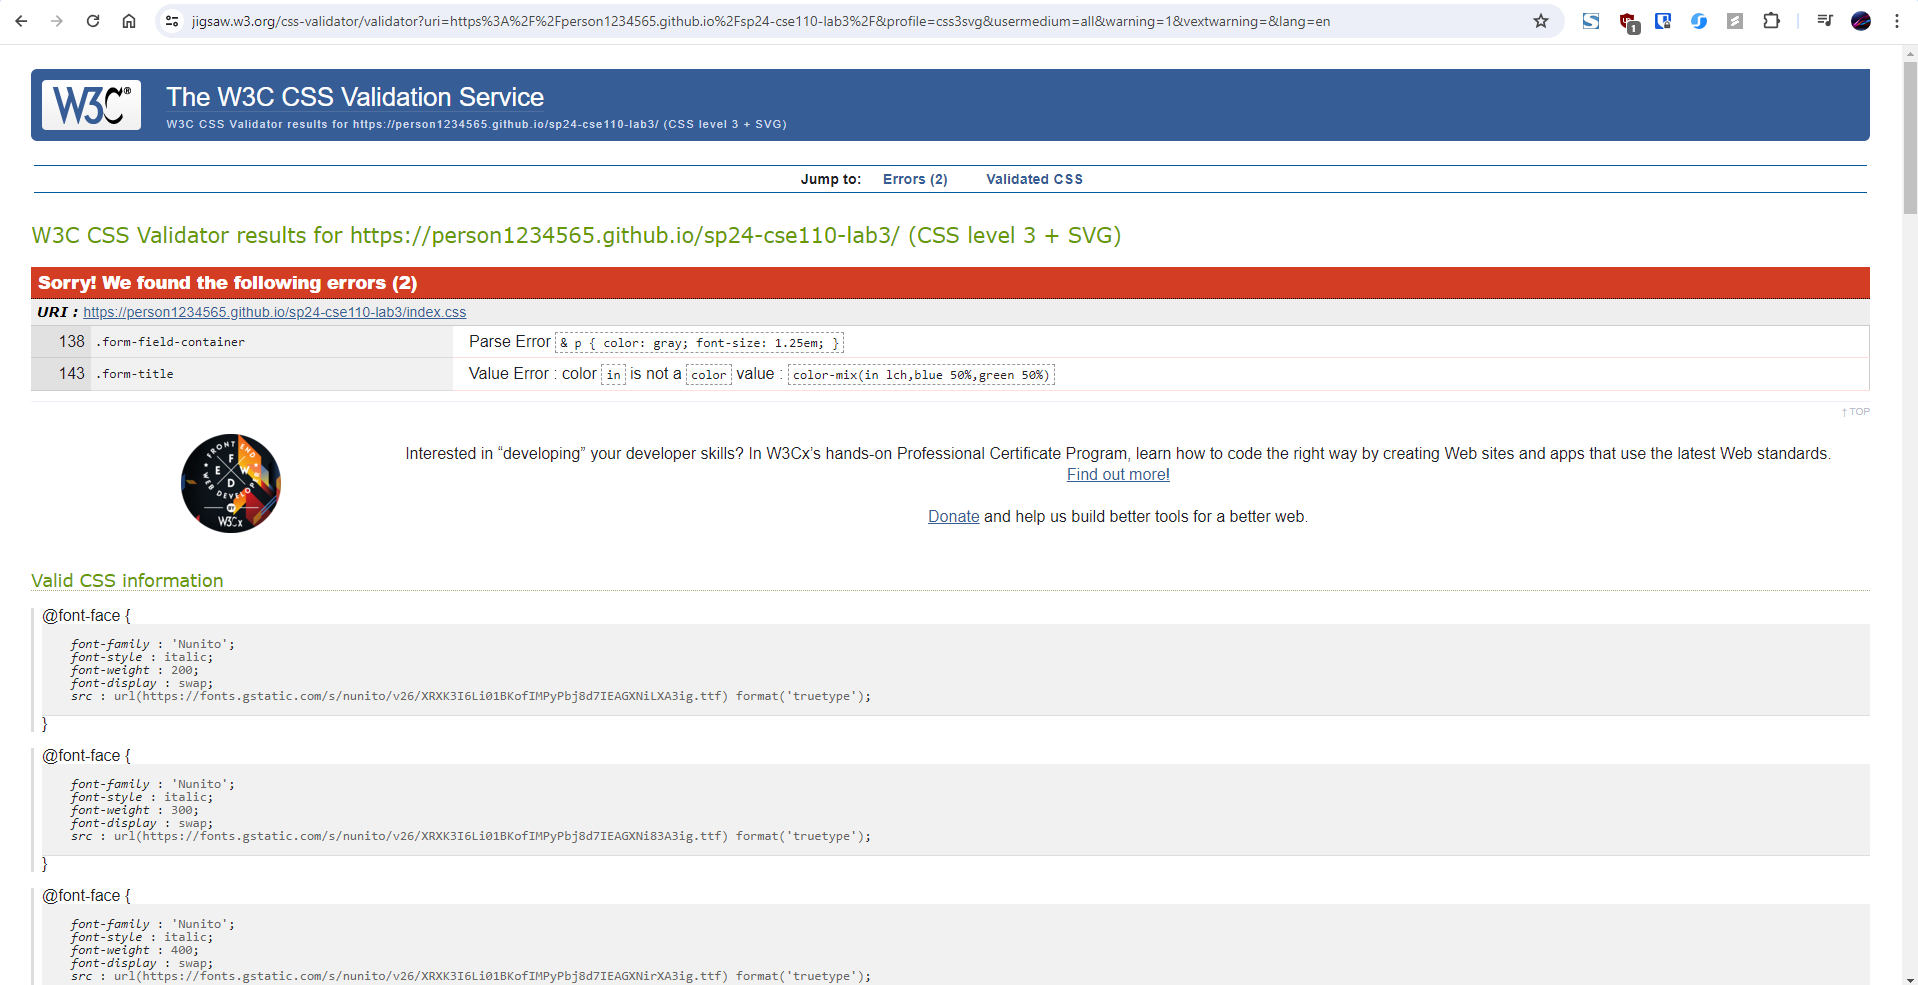 jigsaw.w3.org/css-validator/validator?uri=https%3A%2F%2Fperson1234565.github.io%2Fsp24-cse110-lab3%2F&profile=css3svg&usermedium=all&warning=1&vextwarning=&lang=en
1
W3C®
The W3C CSS Validation Service
W3C CSS Validator results for https://person1234565.github.io/sp24-cse110-lab3/ (CSS level 3 + SVG)
Jump to: Errors (2) Validated CSS
W3C CSS Validator results for https://person1234565.github.io/sp24-cse110-lab3/ (CSS level 3 + SVG)
Sorry! We found the following errors (2)
URI : https://person1234565.github.io/sp24-cse110-lab3/index.css
138 .form-field-container Parse Error & p { color: gray; font-size: 1.25em; }
143 .form-title Value Error : color in is not a color value : color-mix(in lch,blue 50%,green 50%)
↑ TOP
FRONT END
F
E W
D
WEB DEVELOPER
BY
W3Cx
Interested in “developing” your developer skills? In W3Cx’s hands-on Professional Certificate Program, learn how to code the right way by creating Web sites and apps that use the latest Web standards.
Find out more!
Donate and help us build better tools for a better web.
Valid CSS information
@font-face {
font-family : 'Nunito';
font-style : italic;
font-weight : 200;
font-display : swap;
src : url(https://fonts.gstatic.com/s/nunito/v26/XRXK3I6Li01BKofIMPyPbj8d7IEAGXNiLXA3ig.ttf) format('truetype');
}
@font-face {
font-family : 'Nunito';
font-style : italic;
font-weight : 300;
font-display : swap;
src : url(https://fonts.gstatic.com/s/nunito/v26/XRXK3I6Li01BKofIMPyPbj8d7IEAGXNi83A3ig.ttf) format('truetype');
}
@font-face {
font-family : 'Nunito';
font-style : italic;
font-weight : 400;
font-display : swap;
src : url(https://fonts.gstatic.com/s/nunito/v26/XRXK3I6Li01BKofIMPyPbj8d7IEAGXNirXA3ig.ttf) format('truetype');